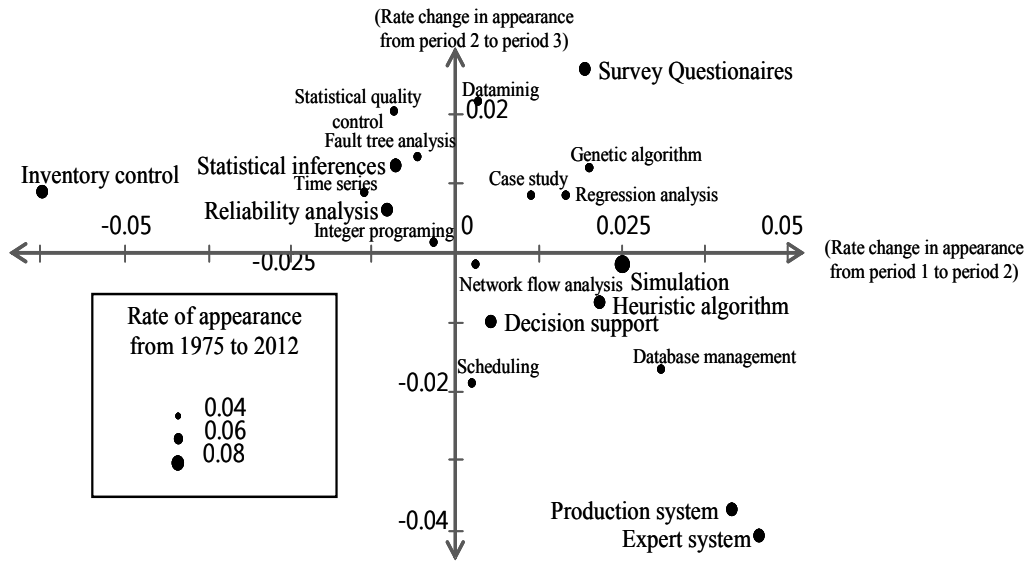 (Rate change in appearance
from period 2 to period 3)
Survey Questionaires
Dataminig
0.02
Statistical quality
control
Fault tree analysis
Genetic algorithm
Statistical inferences
Inventory control
Time series
Case study
Regression analysis
Reliability analysis
Integer programing
-0.05
0
0.025
0.05
(Rate change in appearance
from period 1 to period 2)
-0.025
Network flow analysis
Simulation
Heuristic algorithm
Decision support
Database management
Scheduling
-0.02
Rate of appearance
from 1975 to 2012
0.04
0.06
0.08
Production system
-0.04
Expert system